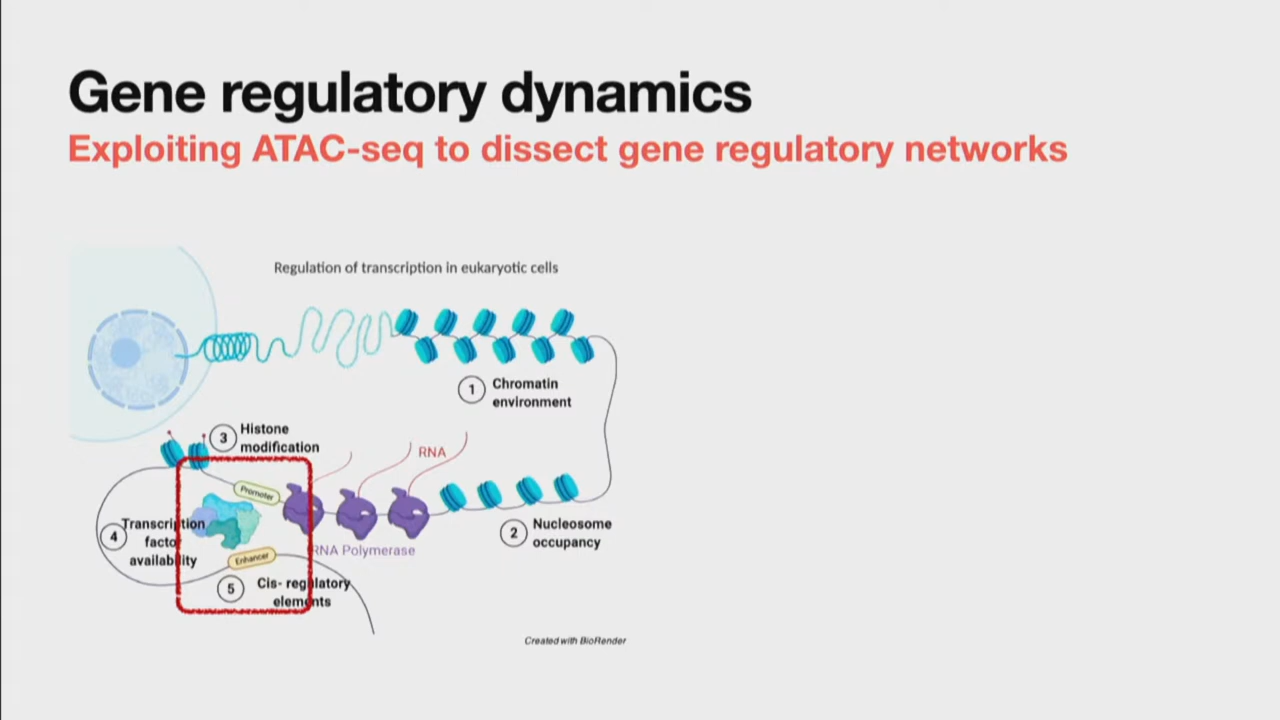 Gene regulatory dynamics
Exploiting ATAC-seq to dissect gene regulatory networks
Regulation of transcription in eukaryotic cells
1 Chromatin
environment
3 Histone
modification
RNA
Promoter
4 Transcription
factor
availability
RNA Polymerase
2 Nucleosome
occupancy
Enhancer
5 Cis- regulatory
elements
Created with BioRender